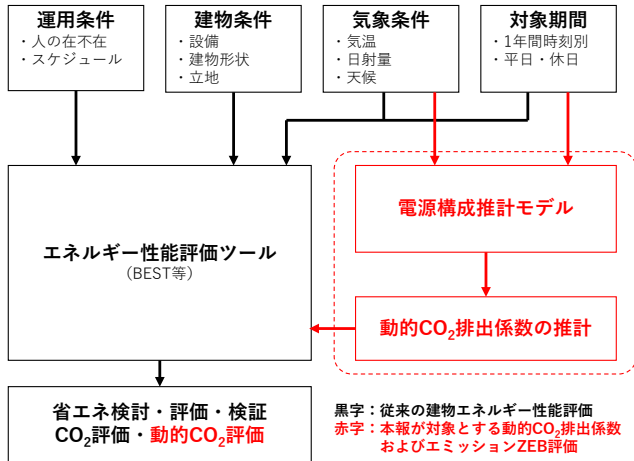 運用条件
・人の在不在
・スケジュール
建物条件
・設備
・建物形状
・立地
気象条件
・気温
・日射量
・天候
対象期間
・1年間時刻別
・平日・休日
エネルギー性能評価ツール
(BEST等)
電源構成推計モデル
動的CO₂排出係数の推計
省エネ検討・評価・検証
CO₂評価・動的CO₂評価
黒字：従来の建物エネルギー性能評価
赤字：本報が対象とする動的CO₂排出係数
およびエミッションZEB評価